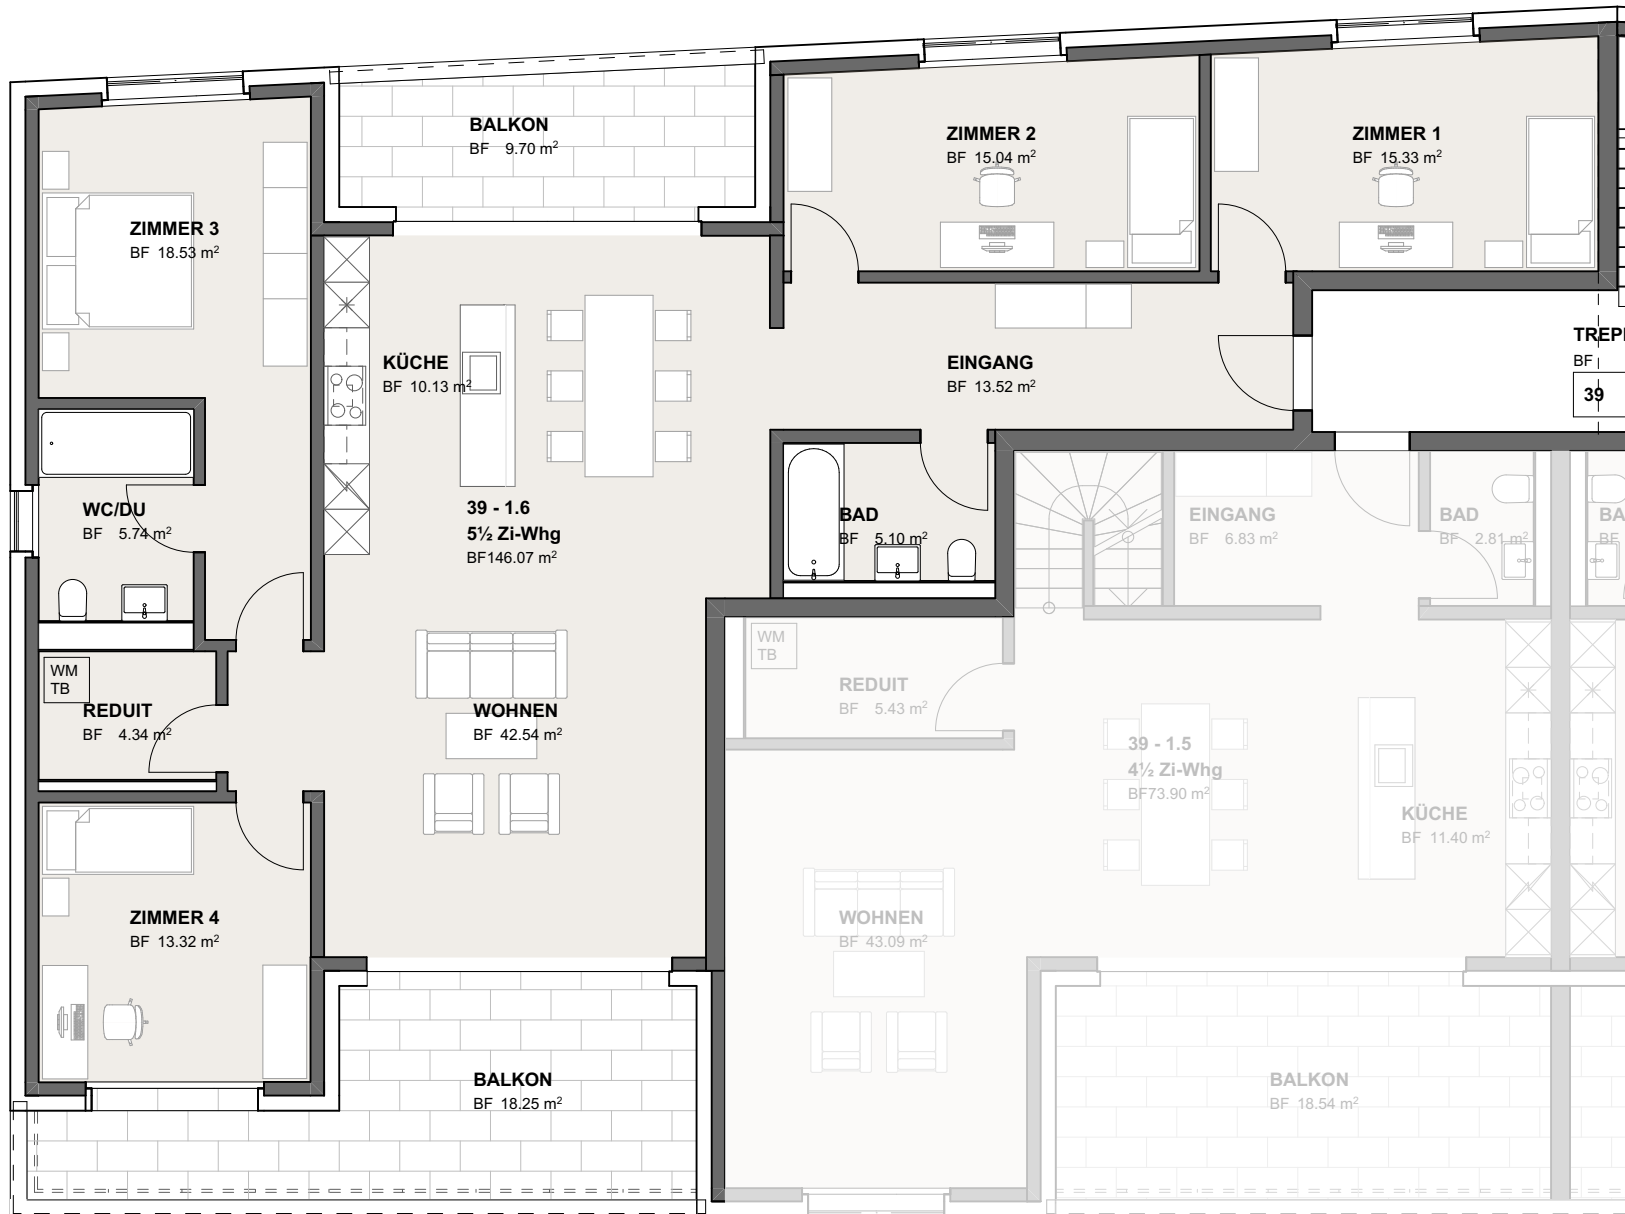 BALKON
BF 9.70 m²
ZIMMER 2
BF 15.04 m²
ZIMMER 1
BF 15.33 m²
ZIMMER 3
BF 18.53 m²
KÜCHE
BF 10.13 m²
EINGANG
BF 13.52 m²
BF
39
WC/DU
BF 5.74 m²
39 - 1.6
5½ Zi-Whg
BF146.07 m²
BAD
BF 5.10 m²
EINGANG
BF 6.83 m²
BAD
BF 2.81 m²
BF
WM
TB
REDUIT
BF 4.34 m²
WOHNEN
BF 42.54 m²
WM
TB
REDUIT
BF 5.43 m²
39 - 1.5
4½ Zi-Whg
BF73.90 m²
KÜCHE
BF 11.40 m²
ZIMMER 4
BF 13.32 m²
WOHNEN
BF 43.09 m²
BALKON
BF 18.25 m²
BALKON
BF 18.54 m²